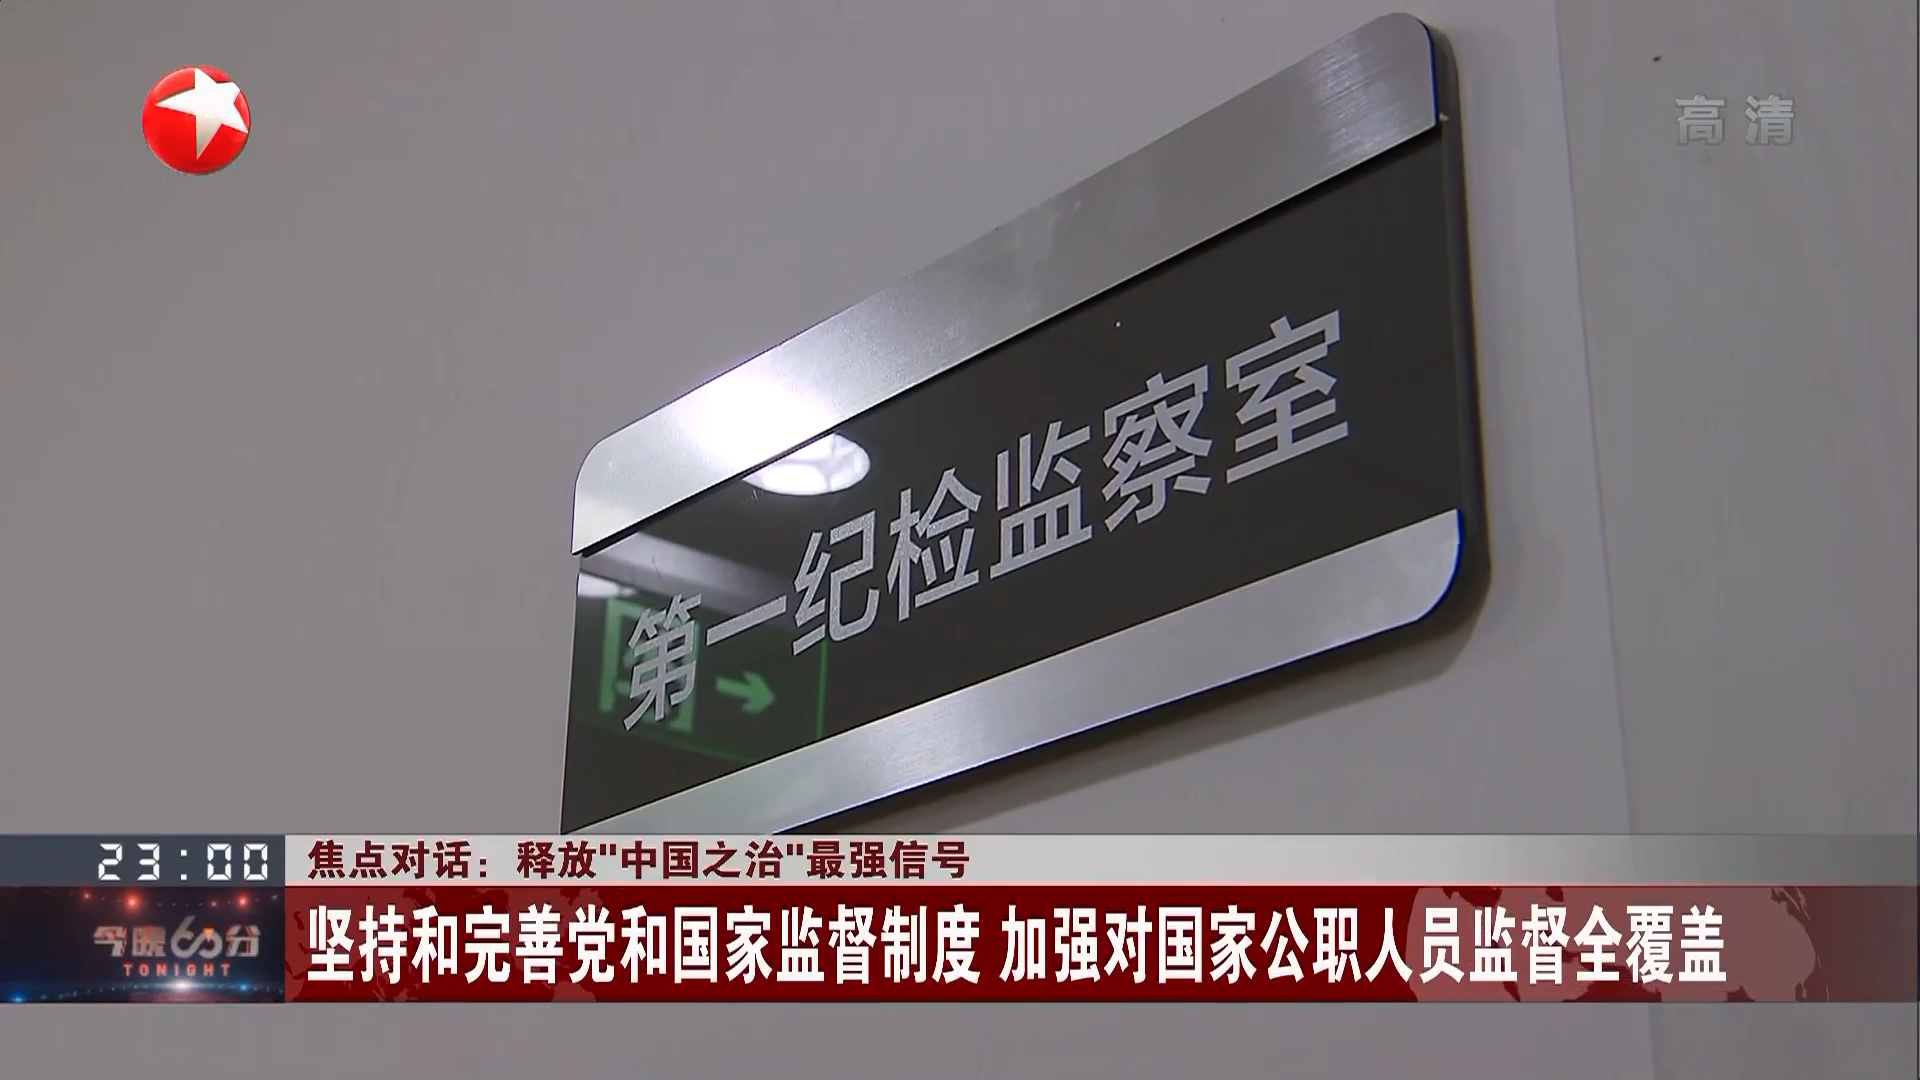 高清
第一纪检监察室
23:00
焦点对话：释放"中国之治"最强信号
今晚60分
TONIGHT
坚持和完善党和国家监督制度 加强对国家公职人员监督全覆盖